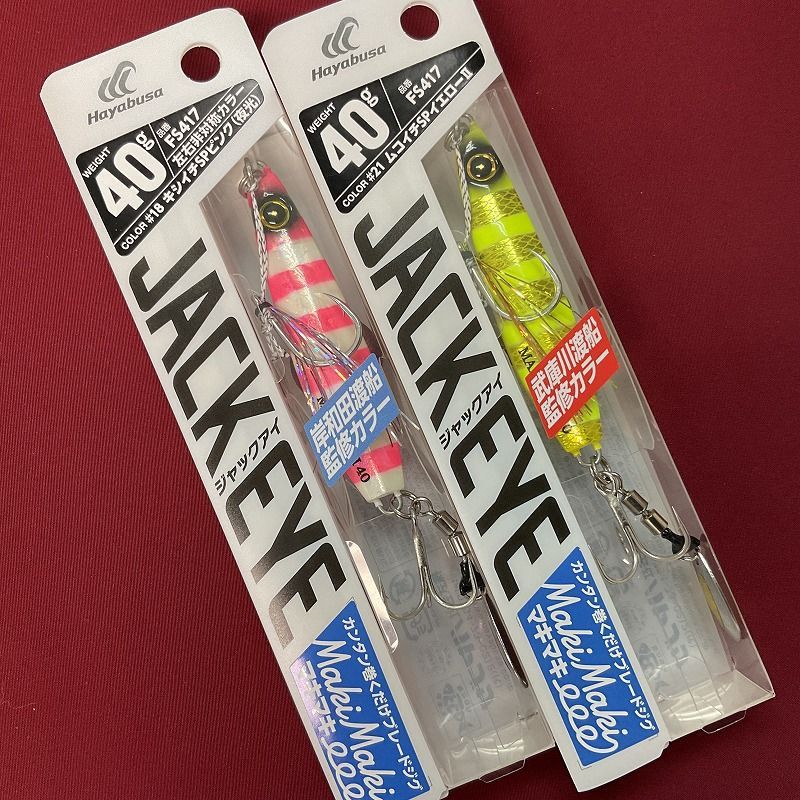 Hayabusa
WEIGHT
40g
品番
FS417
左右非対称カラー
COLOR #18 キシイチSPピンク(夜光)
JACK EYE
ジャックアイ
岸和田渡船
監修カラー
40
カンタン巻くだけブレードジグ
Maki Maki
マキマキ
Hayabusa
WEIGHT
40g
品番
FS417
COLOR #21 ムコイチSPイエローII
JACK EYE
ジャックアイ
MA
武庫川渡船
監修カラー
カンタン巻くだけブレードジグ
Maki Maki
マキマキ